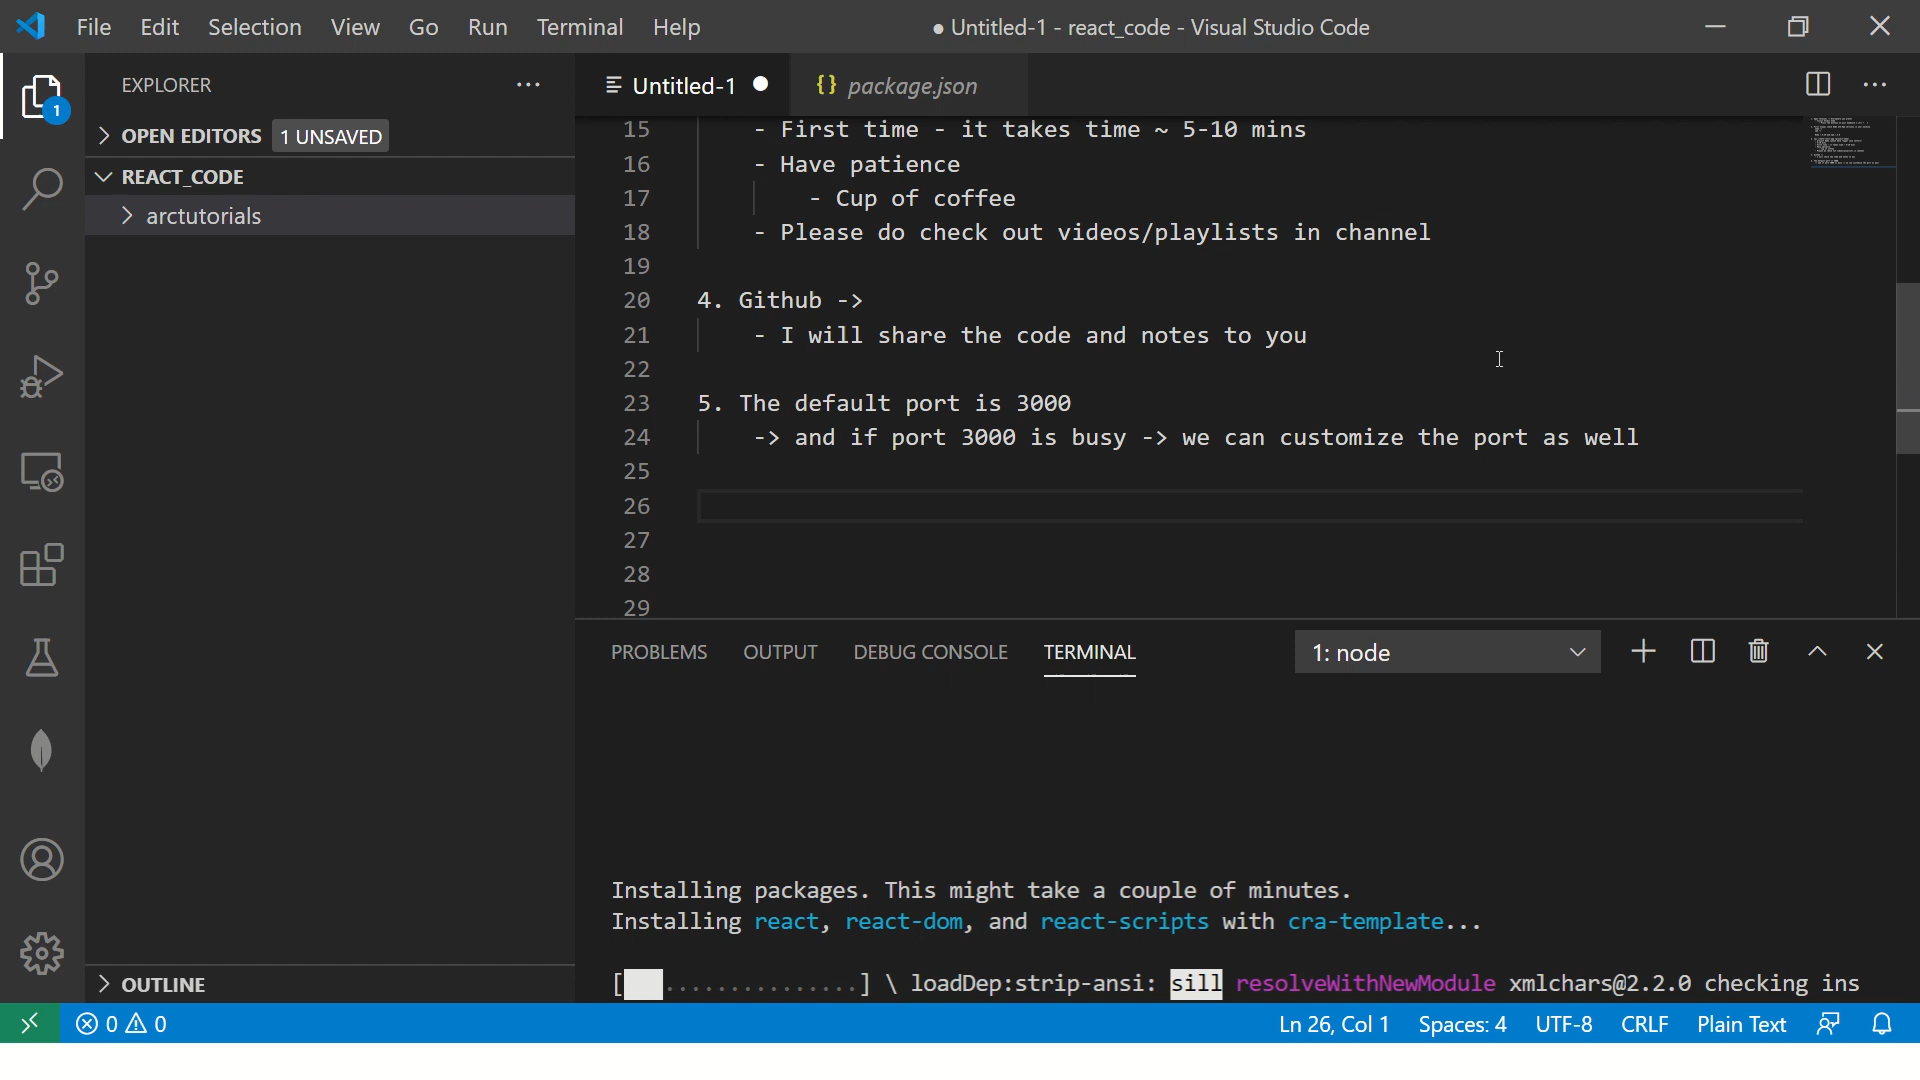 File Edit Selection View Go Run Terminal Help
● Untitled-1 - react_code - Visual Studio Code
EXPLORER
1
OPEN EDITORS 1 UNSAVED
REACT_CODE
arctutorials
OUTLINE
Untitled-1 ●
{} package.json
15 - First time - it takes time ~ 5-10 mins
16 - Have patience
17 - Cup of coffee
18 - Please do check out videos/playlists in channel
19
20 4. Github ->
21 - I will share the code and notes to you
22
23 5. The default port is 3000
24 -> and if port 3000 is busy -> we can customize the port as well
25
26
27
28
29
PROBLEMS OUTPUT DEBUG CONSOLE TERMINAL
1: node
Installing packages. This might take a couple of minutes.
Installing react, react-dom, and react-scripts with cra-template...
[ ...............] \ loadDep:strip-ansi: sill resolveWithNewModule xmlchars@2.2.0 checking ins
0 0
Ln 26, Col 1 Spaces: 4 UTF-8 CRLF Plain Text